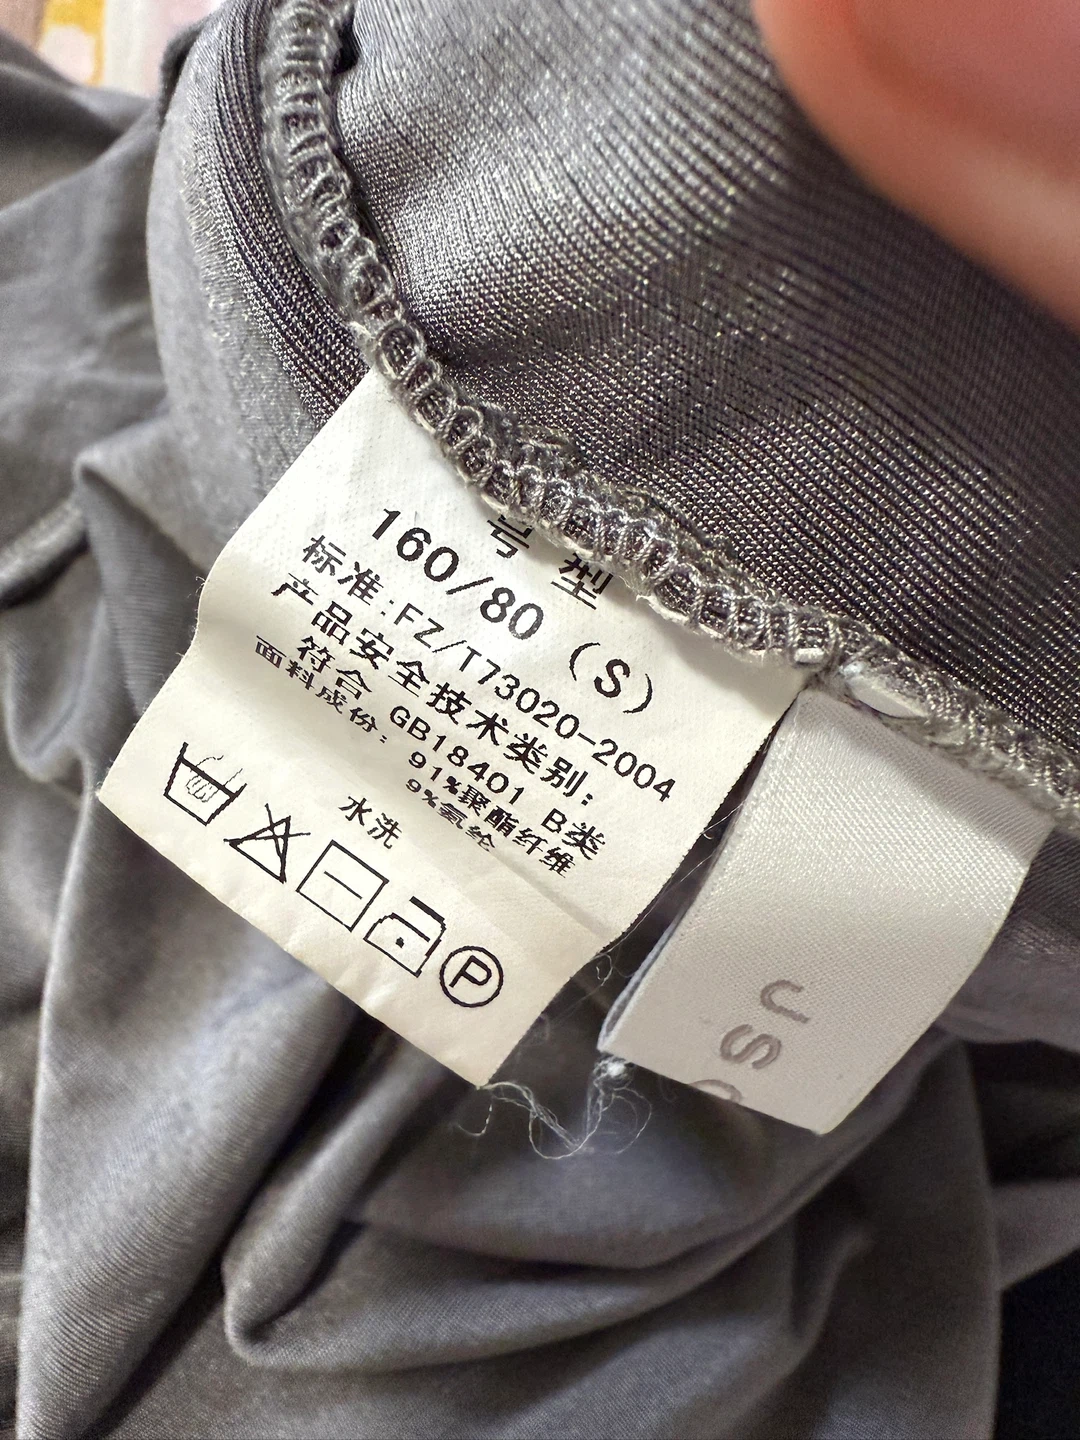 号型
160/80（S）
标准:FZ/T73020-2004
产品安全技术类别:
符合 GB18401 B类
面料成份: 91%聚酯纤维
9%氨纶
水洗
P